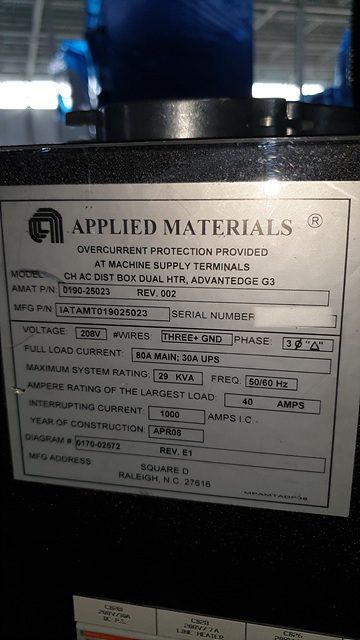 APPLIED MATERIALS ®
OVERCURRENT PROTECTION PROVIDED
AT MACHINE SUPPLY TERMINALS
MODEL: CH AC DIST BOX DUAL HTR, ADVANTEDGE G3
AMAT P/N: 0190-25023 REV. 002
MFG P/N: IATAMT019025023 SERIAL NUMBER
VOLTAGE: 208V #WIRES: THREE+ GND PHASE: 3 Ø "Δ"
FULL LOAD CURRENT: 80A MAIN; 30A UPS
MAXIMUM SYSTEM RATING: 29 KVA FREQ: 50/60 Hz
AMPERE RATING OF THE LARGEST LOAD: 40 AMPS
INTERRUPTING CURRENT: 1000 AMPS I.C.
YEAR OF CONSTRUCTION: APR08
DIAGRAM # 0170-02572 REV. E1
MFG ADDRESS: SQUARE D
RALEIGH, N.C. 27616